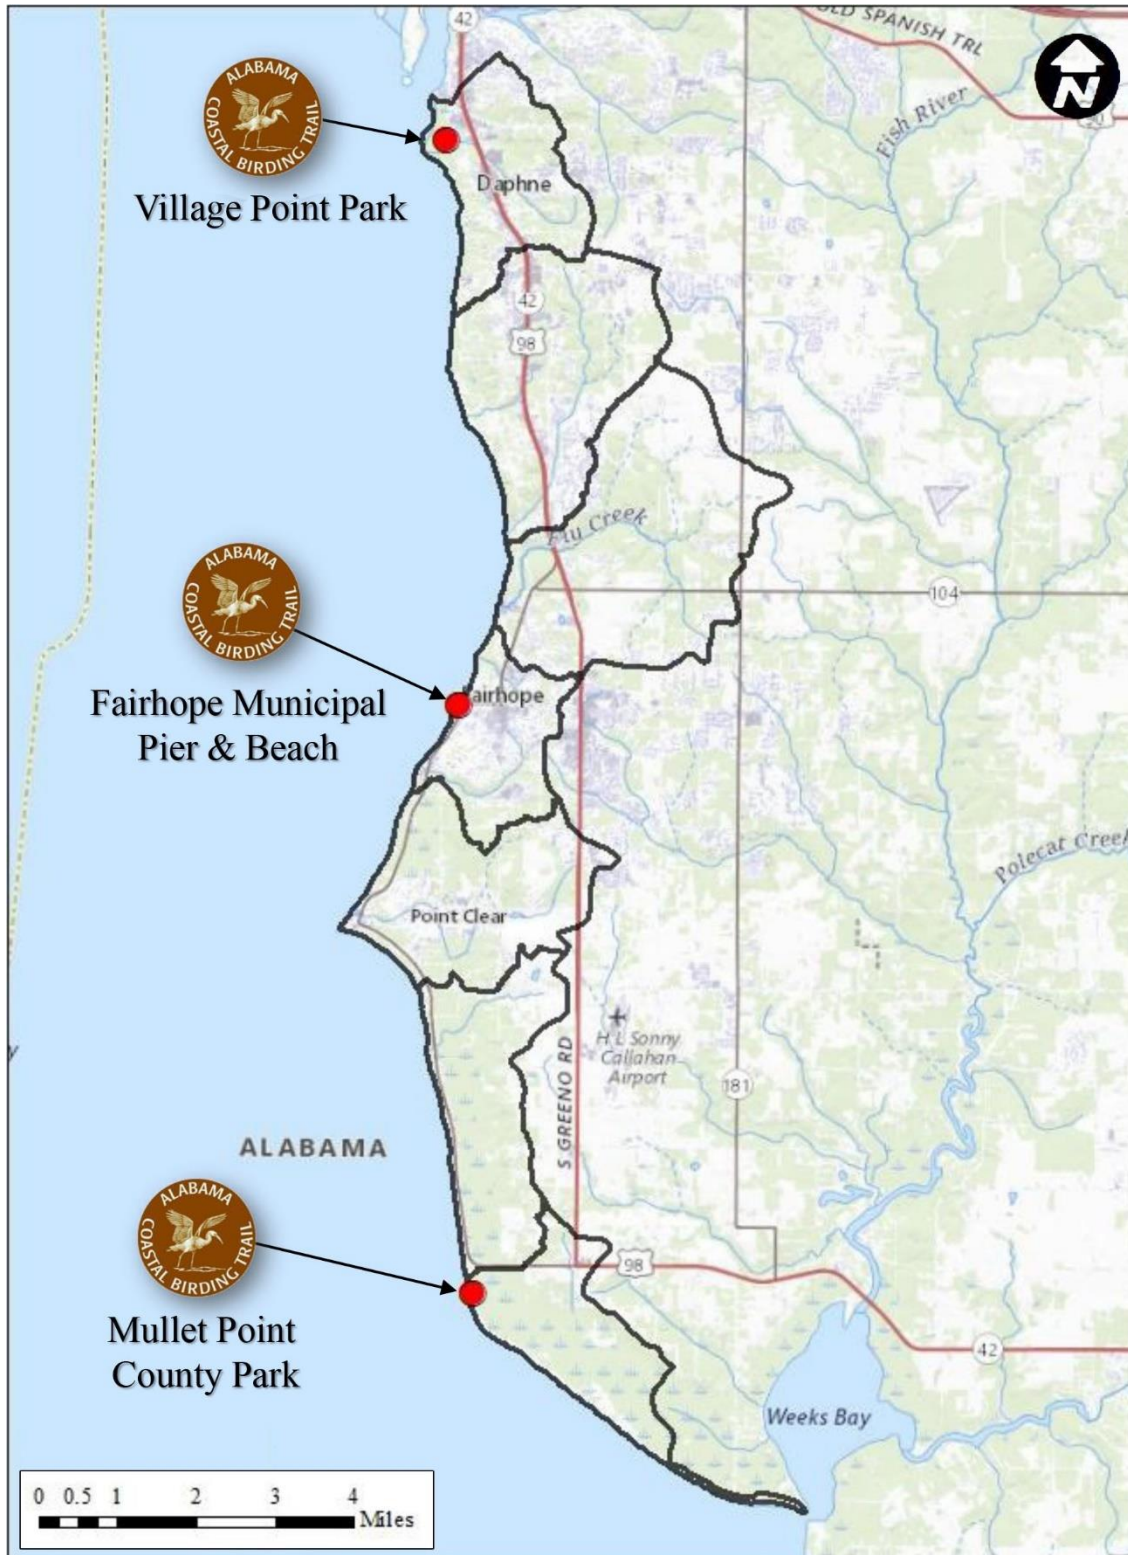 42
OLD SPANISH TRL
N
90
Fish River
ALABAMA
COASTAL BIRDING TRAIL
Village Point Park
Daphne
42
98
Fly Creek
104
ALABAMA
COASTAL BIRDING TRAIL
Fairhope Municipal
Pier & Beach
Fairhope
Polecat Creek
Point Clear
H L Sonny
Callahan
Airport
S GREENO RD
181
ALABAMA
ALABAMA
COASTAL BIRDING TRAIL
Mullet Point
County Park
98
42
Weeks Bay
0 0.5 1 2 3 4
Miles